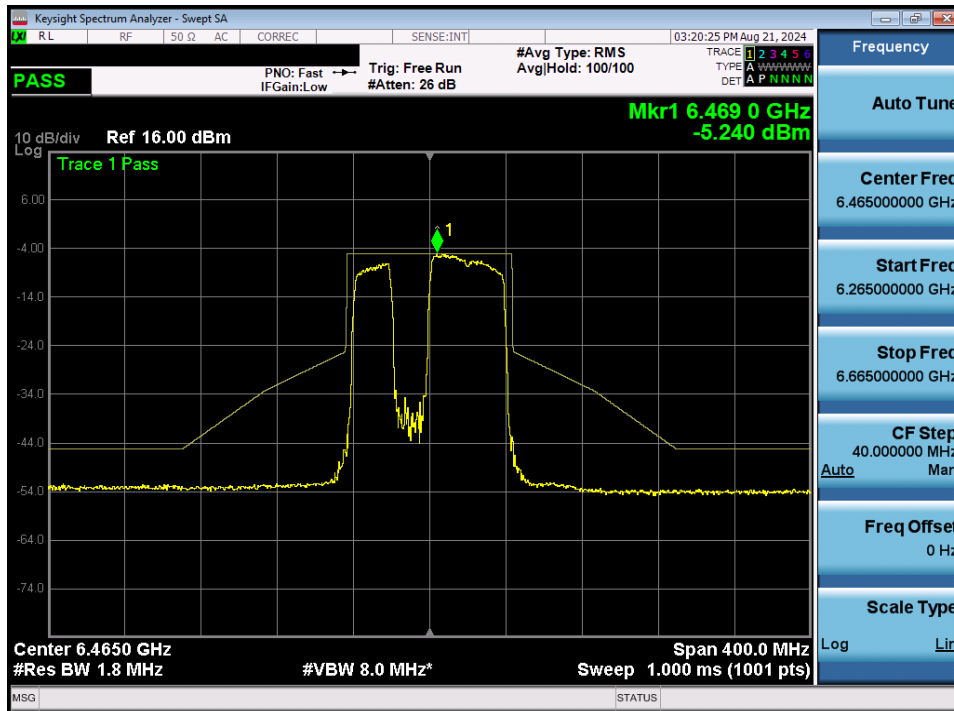 Keysight Spectrum Analyzer - Swept SA
LXI RL RF 50 Ω AC CORREC SENSE:INT 03:20:25 PM Aug 21, 2024
PASS
PNO: Fast
IFGain:Low
Trig: Free Run
#Atten: 26 dB
#Avg Type: RMS
Avg|Hold: 100/100
TRACE 1 2 3 4 5 6
TYPE A WWWWW
DET A P N N N N
Mkr1 6.469 0 GHz
-5.240 dBm
10 dB/div Ref 16.00 dBm
Log
Trace 1 Pass
1
6.00
-4.00
-14.0
-24.0
-34.0
-44.0
-54.0
-64.0
-74.0
Center 6.4650 GHz Span 400.0 MHz
#Res BW 1.8 MHz #VBW 8.0 MHz* Sweep 1.000 ms (1001 pts)
MSG STATUS
Frequency
Auto Tune
Center Freq
6.465000000 GHz
Start Freq
6.265000000 GHz
Stop Freq
6.665000000 GHz
CF Step
40.000000 MHz
Auto Man
Freq Offset
0 Hz
Scale Type
Log Lin